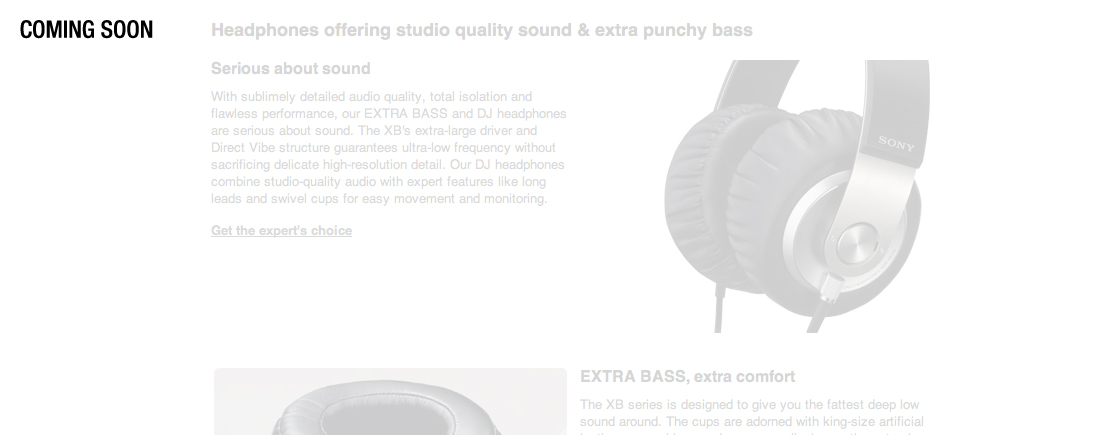 COMING SOON
Headphones offering studio quality sound & extra punchy bass
Serious about sound
With sublimely detailed audio quality, total isolation and
flawless performance, our EXTRA BASS and DJ headphones
are serious about sound. The XB's extra-large driver and
Direct Vibe structure guarantees ultra-low frequency without
sacrificing delicate high-resolution detail. Our DJ headphones
combine studio-quality audio with expert features like long
leads and swivel cups for easy movement and monitoring.
Get the expert's choice
SONY
EXTRA BASS, extra comfort
The XB series is designed to give you the fattest deep low
sound around. The cups are adorned with king-size artificial